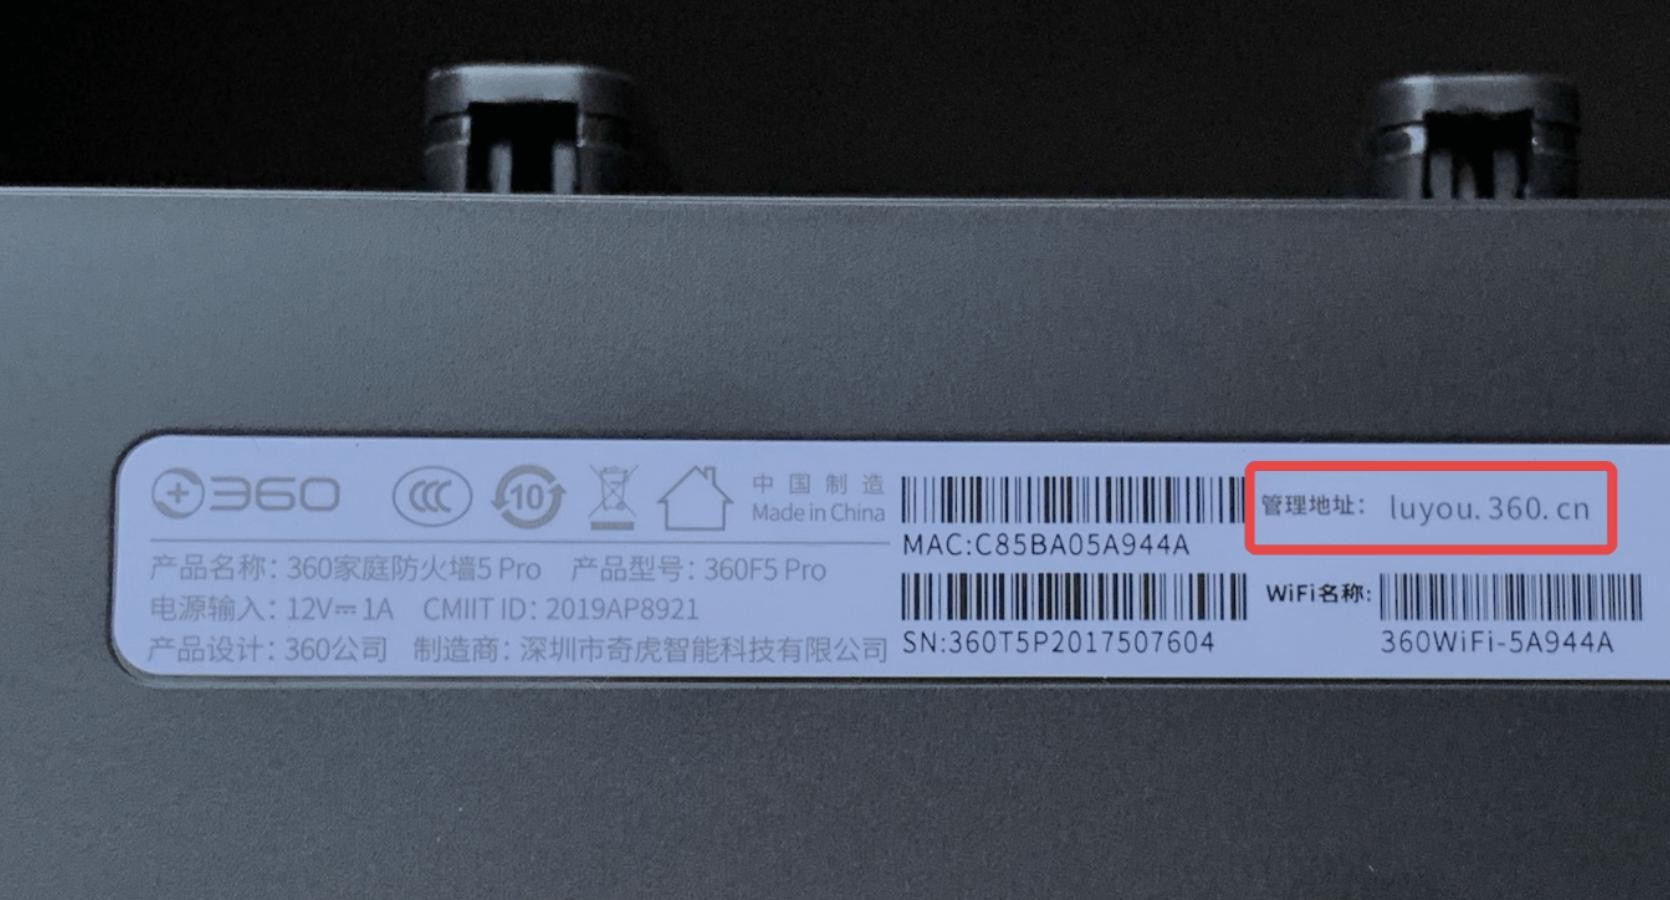 360
10
中国制造
Made in China
产品名称：360家庭防火墙5 Pro 产品型号：360F5 Pro
电源输入：12V⎓1A CMIIT ID：2019AP8921
产品设计：360公司 制造商：深圳市奇虎智能科技有限公司
MAC:C85BA05A944A
SN:360T5P2017507604
管理地址： luyou.360.cn
WiFi名称:
360WiFi-5A944A